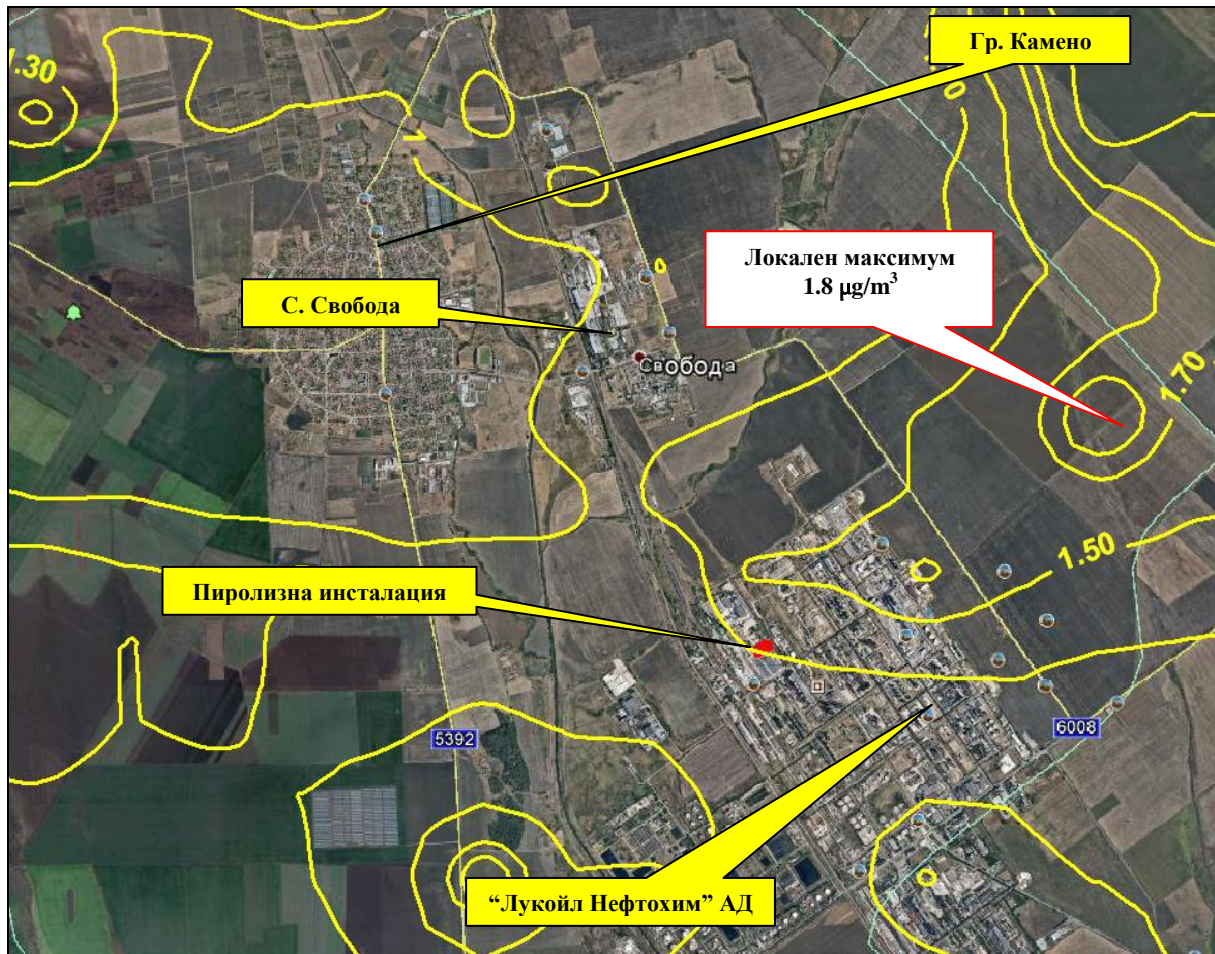 Гр. Камено
1.30
Локален максимум
1.8 µg/m³
С. Свобода
Свобода
1.70
1.50
Пиролизна инсталация
5392
6008
“Лукойл Нефтохим” АД